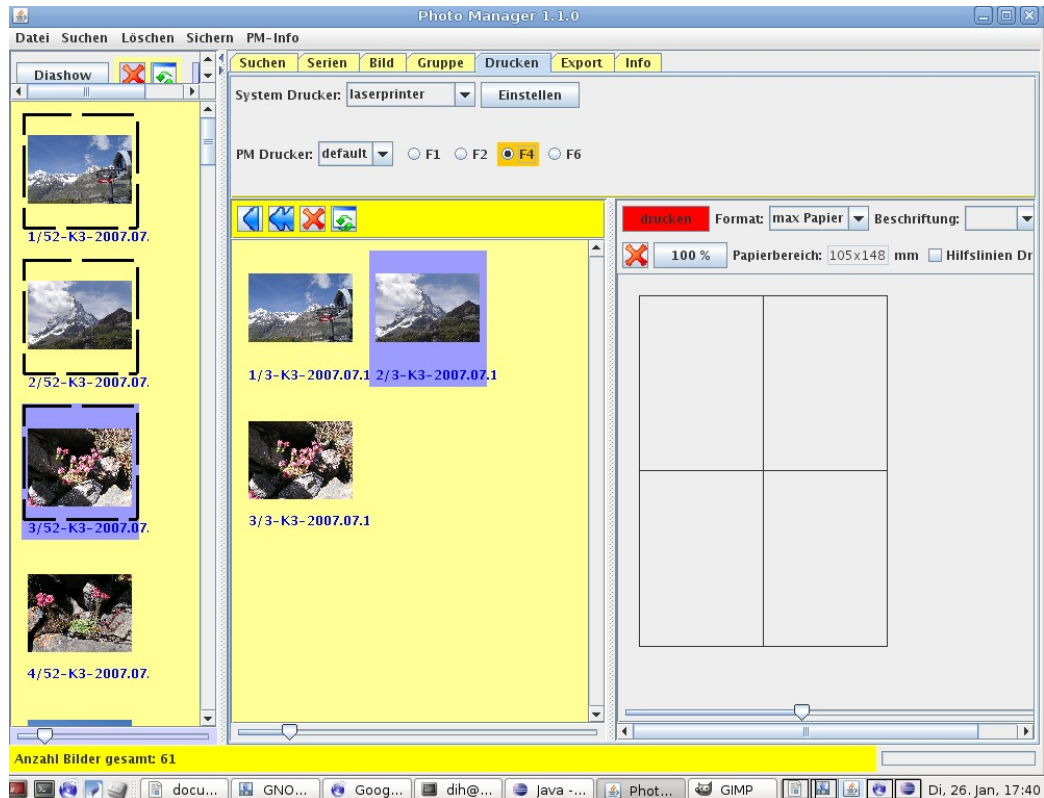 Photo Manager 1.1.0
Datei Suchen Löschen Sichern PM-Info
Diashow
Suchen Serien Bild Gruppe Drucken Export Info
System Drucker: laserprinter Einstellen
PM Drucker: default F1 F2 F4 F6
1/52-K3-2007.07.
2/52-K3-2007.07.
3/52-K3-2007.07.
4/52-K3-2007.07.
1/3-K3-2007.07.1 2/3-K3-2007.07.1
3/3-K3-2007.07.1
drucken Format: max Papier Beschriftung:
100 % Papierbereich: 105x148 mm Hilfslinien Dr
Anzahl Bilder gesamt: 61
docu... GNO... Goog... dih@... Java -... Phot... GIMP Di, 26. Jan, 17:40